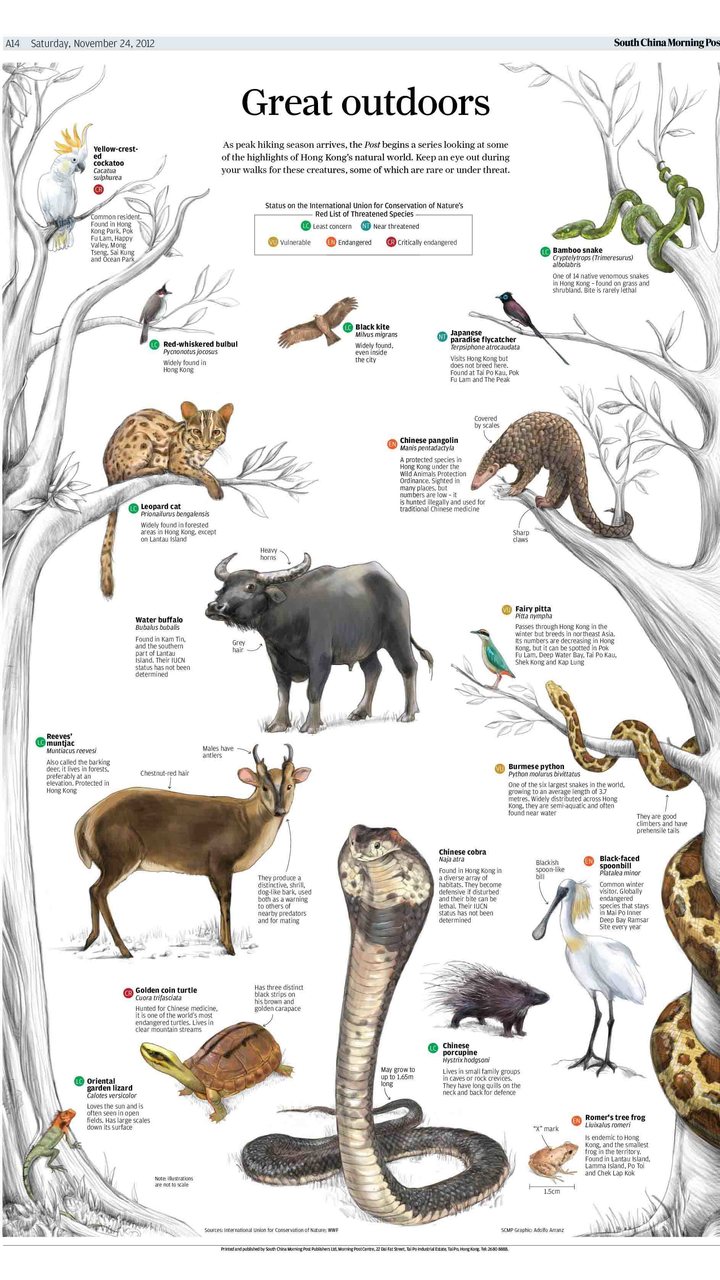 A14 Saturday, November 24, 2012
South China Morning Pos
Great outdoors
As peak hiking season arrives, the Post begins a series looking at some
of the highlights of Hong Kong's natural world. Keep an eye out during
your walks for these creatures, some of which are rare or under threat.
Status on the International Union for Conservation of Nature's
Red List of Threatened Species
LC Least concern NT Near threatened
VU Vulnerable EN Endangered CR Critically endangered
Yellow-crest-
ed
cockatoo
Cacatua
sulphurea
CR
Common resident.
Found in Hong
Kong Park, Pok
Fu Lam, Happy
Valley, Mong
Tseng, Sai Kung
and Ocean Park
LC Bamboo snake
Cryptelytrops (Trimeresurus)
albolabris
One of 14 native venomous snakes
in Hong Kong – found on grass and
shrubland. Bite is rarely lethal
LC Red-whiskered bulbul
Pycnonotus jocosus
Widely found in
Hong Kong
LC Black kite
Milvus migrans
Widely found,
even inside
the city
NT Japanese
paradise flycatcher
Terpsiphone atrocaudata
Visits Hong Kong but
does not breed here.
Found at Tai Po Kau, Pok
Fu Lam and The Peak
LC Leopard cat
Prionailurus bengalensis
Widely found in forested
areas in Hong Kong, except
on Lantau Island
EN Chinese pangolin
Manis pentadactyla
A protected species in
Hong Kong under the
Wild Animals Protection
Ordinance. Sighted in
many places, but
numbers are low – it
is hunted illegally and used for
traditional Chinese medicine
Covered
by scales
Sharp
claws
Water buffalo
Bubalus bubalis
Found in Kam Tin,
and the southern
part of Lantau
Island. Their IUCN
status has not been
determined
Heavy
horns
Grey
hair
VU Fairy pitta
Pitta nympha
Passes through Hong Kong in the
winter but breeds in northeast Asia.
Its numbers are decreasing in Hong
Kong, but it can be spotted in Pok
Fu Lam, Deep Water Bay, Tai Po Kau,
Shek Kong and Kap Lung
LC Reeves'
muntjac
Muntiacus reevesi
Also called the barking
deer, it lives in forests,
preferably at an
elevation. Protected in
Hong Kong
Chestnut-red hair
Males have
antlers
They produce a
distinctive, shrill,
dog-like bark, used
both as a warning
to others of
nearby predators
and for mating
VU Burmese python
Python molurus bivittatus
One of the six largest snakes in the world,
growing to an average length of 3.7
metres. Widely distributed across Hong
Kong, they are semi-aquatic and often
found near water
They are good
climbers and have
prehensile tails
Chinese cobra
Naja atra
Found in Hong Kong in
a diverse array of
habitats. They become
defensive if disturbed
and their bite can be
lethal. Their IUCN
status has not been
determined
May grow to
up to 1.65m
long
Blackish
spoon-like
bill
EN Black-faced
spoonbill
Platalea minor
Common winter
visitor. Globally
endangered
species that stays
in Mai Po Inner
Deep Bay Ramsar
Site every year
CR Golden coin turtle
Cuora trifasciata
Hunted for Chinese medicine,
it is one of the world's most
endangered turtles. Lives in
clear mountain streams
Has three distinct
black strips on
his brown and
golden carapace
LC Chinese
porcupine
Hystrix hodgsoni
Lives in small family groups
in caves or rock crevices.
They have long quills on the
neck and back for defence
LC Oriental
garden lizard
Calotes versicolor
Loves the sun and is
often seen in open
fields. Has large scales
down its surface
EN Romer's tree frog
Liuixalus romeri
Is endemic to Hong
Kong, and the smallest
frog in the territory.
Found in Lantau Island,
Lamma Island, Po Toi
and Chek Lap Kok
"X" mark
1.5cm
Note: illustrations
are not to scale
Sources: International Union for Conservation of Nature; WWF
SCMP Graphic: Adolfo Arranz
Printed and published by South China Morning Post Publishers Ltd, Morning Post Centre, 22 Dai Fat Street, Tai Po Industrial Estate, Tai Po, Hong Kong. Tel: 2680 8888.